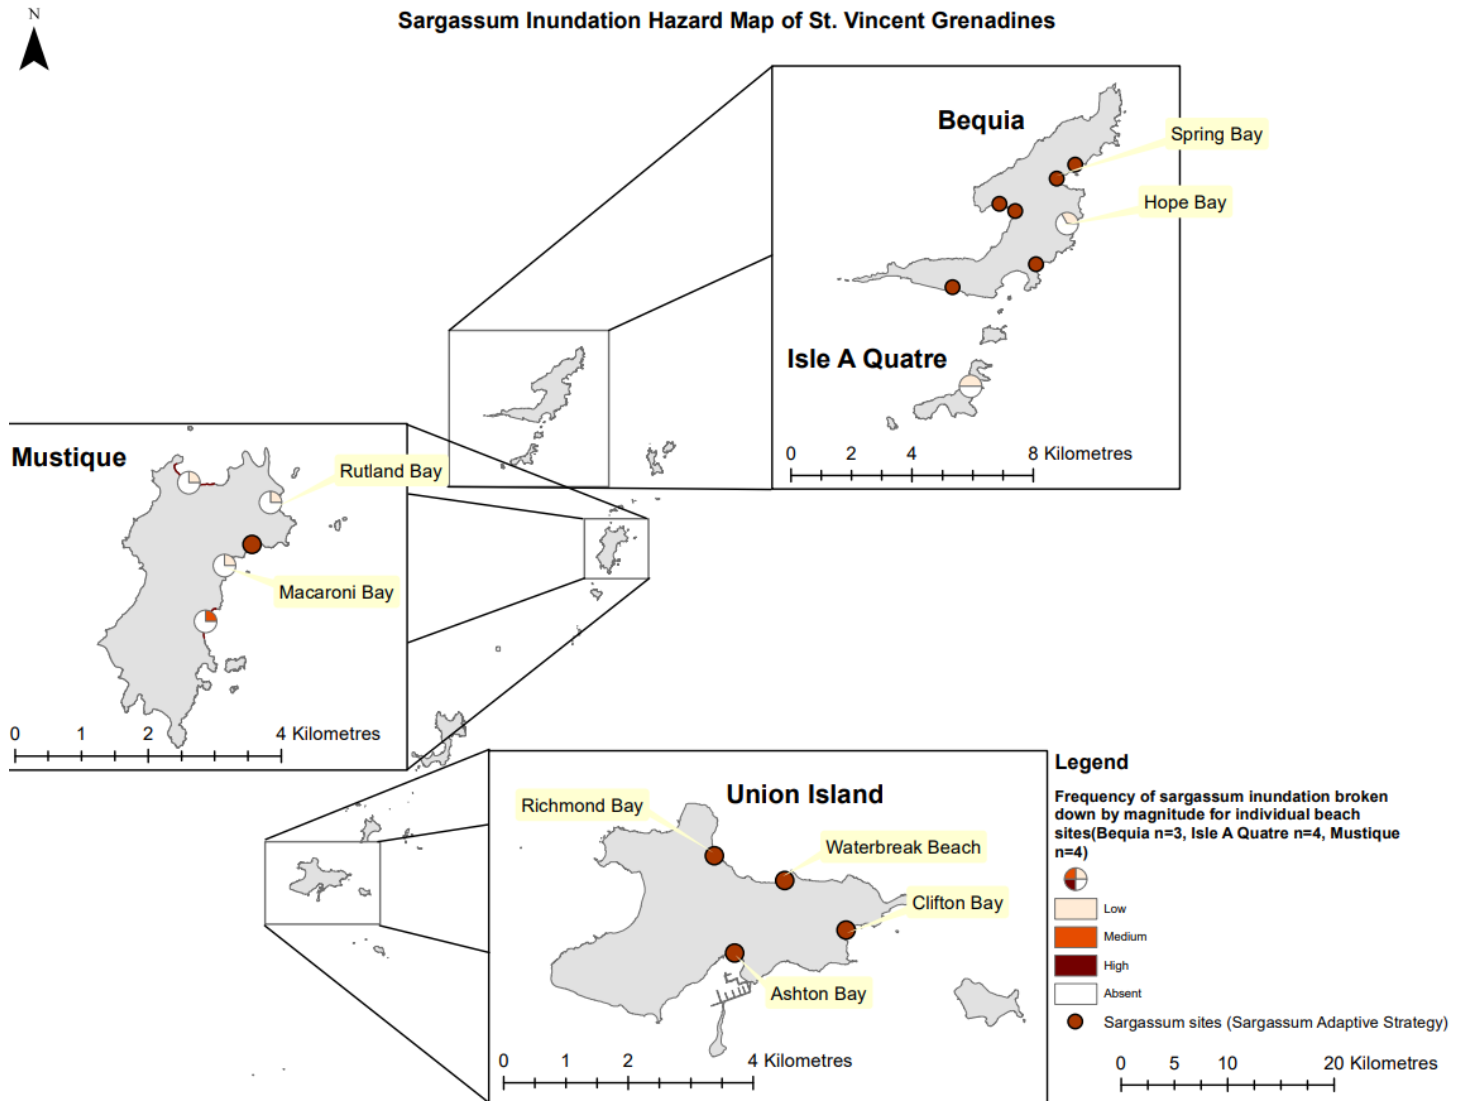 Sargassum Inundation Hazard Map of St. Vincent Grenadines
N
Bequia
Spring Bay
Hope Bay
Isle A Quatre
0 2 4 8 Kilometres
Mustique
Rutland Bay
Macaroni Bay
0 1 2 4 Kilometres
Union Island
Richmond Bay
Waterbreak Beach
Clifton Bay
Ashton Bay
0 1 2 4 Kilometres
Legend
Frequency of sargassum inundation broken
down by magnitude for individual beach
sites(Bequia n=3, Isle A Quatre n=4, Mustique
n=4)
Low
Medium
High
Absent
Sargassum sites (Sargassum Adaptive Strategy)
0 5 10 20 Kilometres